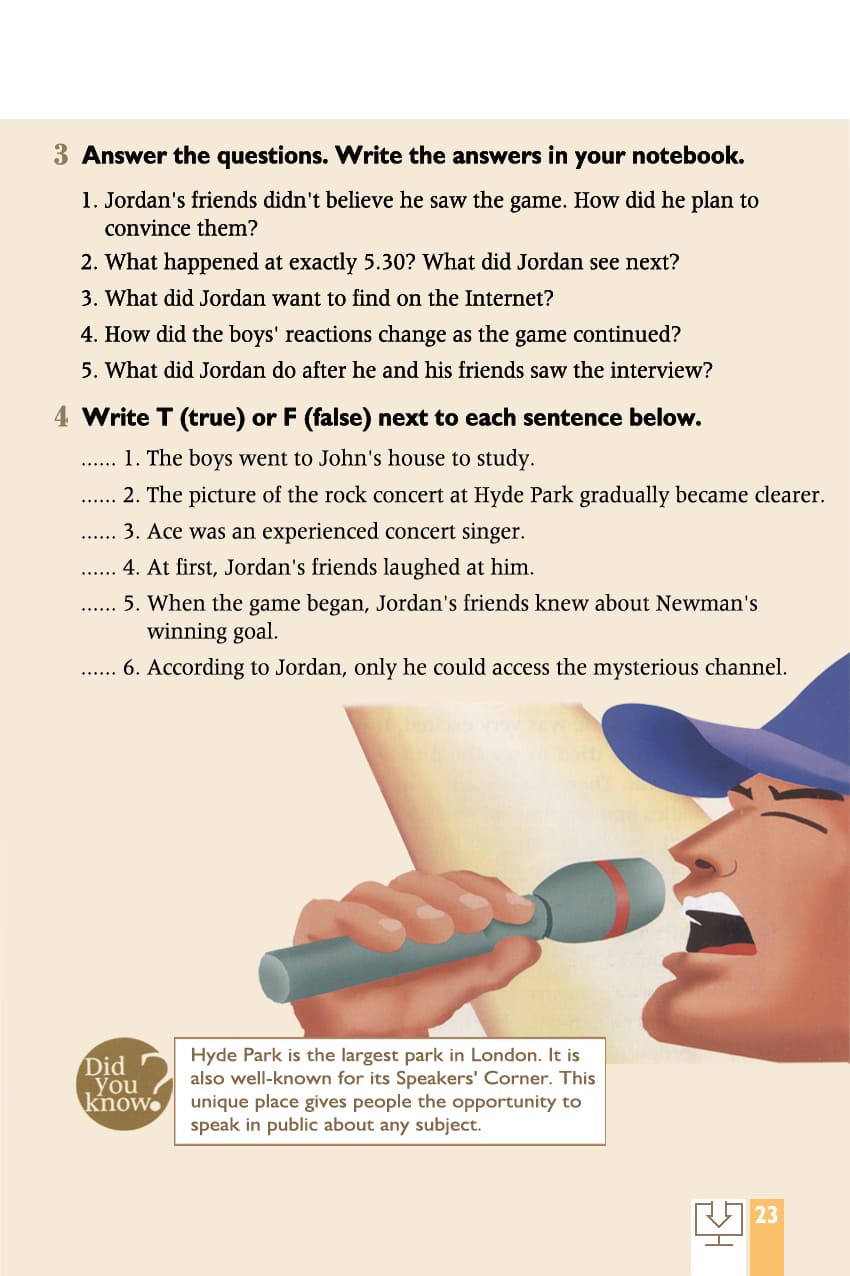 3 Answer the questions. Write the answers in your notebook.
1. Jordan's friends didn't believe he saw the game. How did he plan to
convince them?
2. What happened at exactly 5.30? What did Jordan see next?
3. What did Jordan want to find on the Internet?
4. How did the boys' reactions change as the game continued?
5. What did Jordan do after he and his friends saw the interview?
4 Write T (true) or F (false) next to each sentence below.
...... 1. The boys went to John's house to study.
...... 2. The picture of the rock concert at Hyde Park gradually became clearer.
...... 3. Ace was an experienced concert singer.
...... 4. At first, Jordan's friends laughed at him.
...... 5. When the game began, Jordan's friends knew about Newman's
winning goal.
...... 6. According to Jordan, only he could access the mysterious channel.
Did
you
know?
Hyde Park is the largest park in London. It is
also well-known for its Speakers' Corner. This
unique place gives people the opportunity to
speak in public about any subject.
23